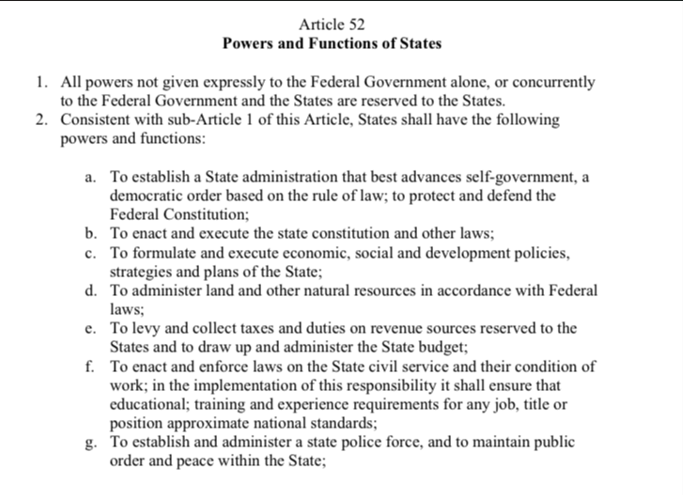 Article 52
Powers and Functions of States
1. All powers not given expressly to the Federal Government alone, or concurrently
to the Federal Government and the States are reserved to the States.
2. Consistent with sub-Article 1 of this Article, States shall have the following
powers and functions:
a. To establish a State administration that best advances self-government, a
democratic order based on the rule of law; to protect and defend the
Federal Constitution;
b. To enact and execute the state constitution and other laws;
c. To formulate and execute economic, social and development policies,
strategies and plans of the State;
d. To administer land and other natural resources in accordance with Federal
laws;
e. To levy and collect taxes and duties on revenue sources reserved to the
States and to draw up and administer the State budget;
f. To enact and enforce laws on the State civil service and their condition of
work; in the implementation of this responsibility it shall ensure that
educational; training and experience requirements for any job, title or
position approximate national standards;
g. To establish and administer a state police force, and to maintain public
order and peace within the State;